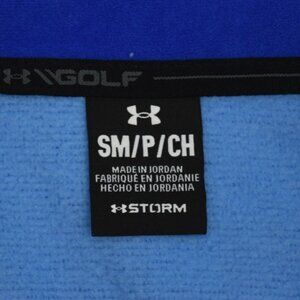 \\GOLF
SM/P/CH
MADE IN JORDAN
FABRIQUÉ EN JORDANIE
HECHO EN JORDANIA
STORM